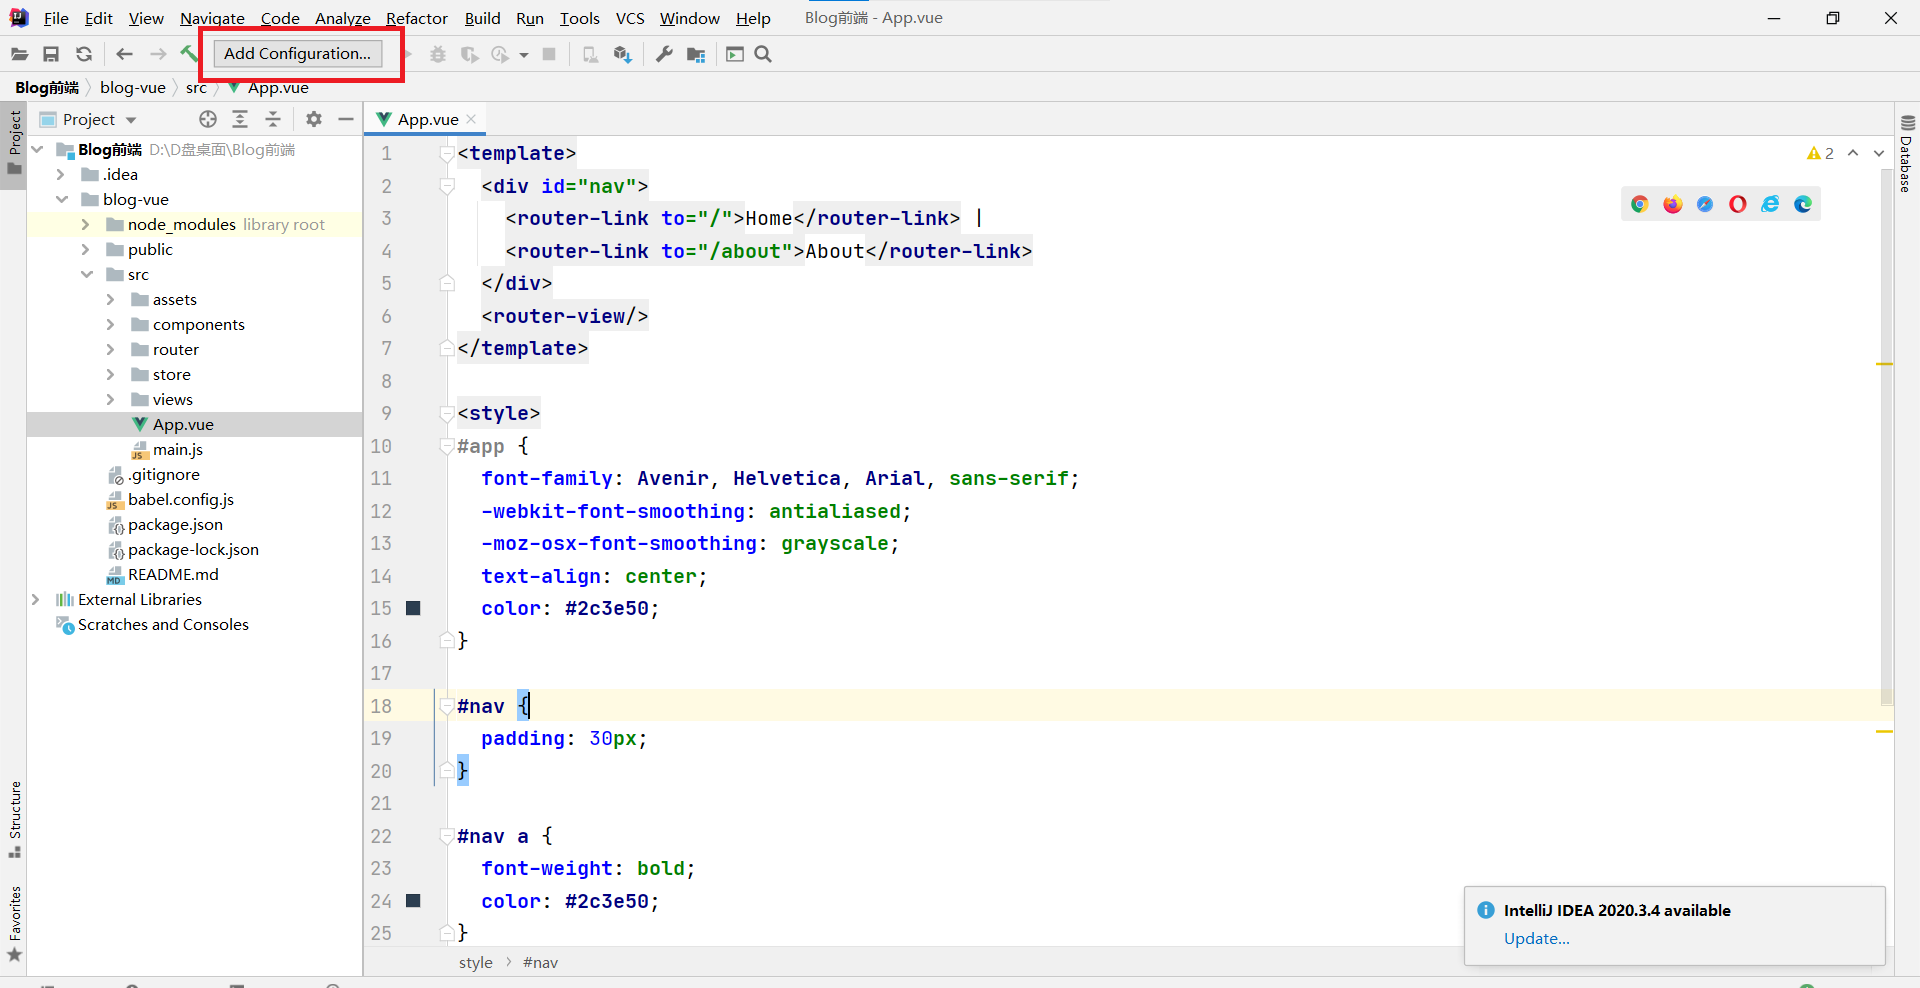 File Edit View Navigate Code Analyze Refactor Build Run Tools VCS Window Help Blog前端 - App.vue
Add Configuration...
Blog前端 blog-vue src App.vue
Project
Project
App.vue
Blog前端 D:\D盘桌面\Blog前端
.idea
blog-vue
node_modules library root
public
src
assets
components
router
store
views
App.vue
main.js
.gitignore
babel.config.js
package.json
package-lock.json
README.md
External Libraries
Scratches and Consoles
Structure
Favorites
1 <template>
2 <div id="nav">
3 <router-link to="/">Home</router-link> |
4 <router-link to="/about">About</router-link>
5 </div>
6 <router-view/>
7 </template>
8
9 <style>
10 #app {
11 font-family: Avenir, Helvetica, Arial, sans-serif;
12 -webkit-font-smoothing: antialiased;
13 -moz-osx-font-smoothing: grayscale;
14 text-align: center;
15 color: #2c3e50;
16 }
17
18 #nav {
19 padding: 30px;
20 }
21
22 #nav a {
23 font-weight: bold;
24 color: #2c3e50;
25 }
2
Database
style #nav
IntelliJ IDEA 2020.3.4 available
Update...